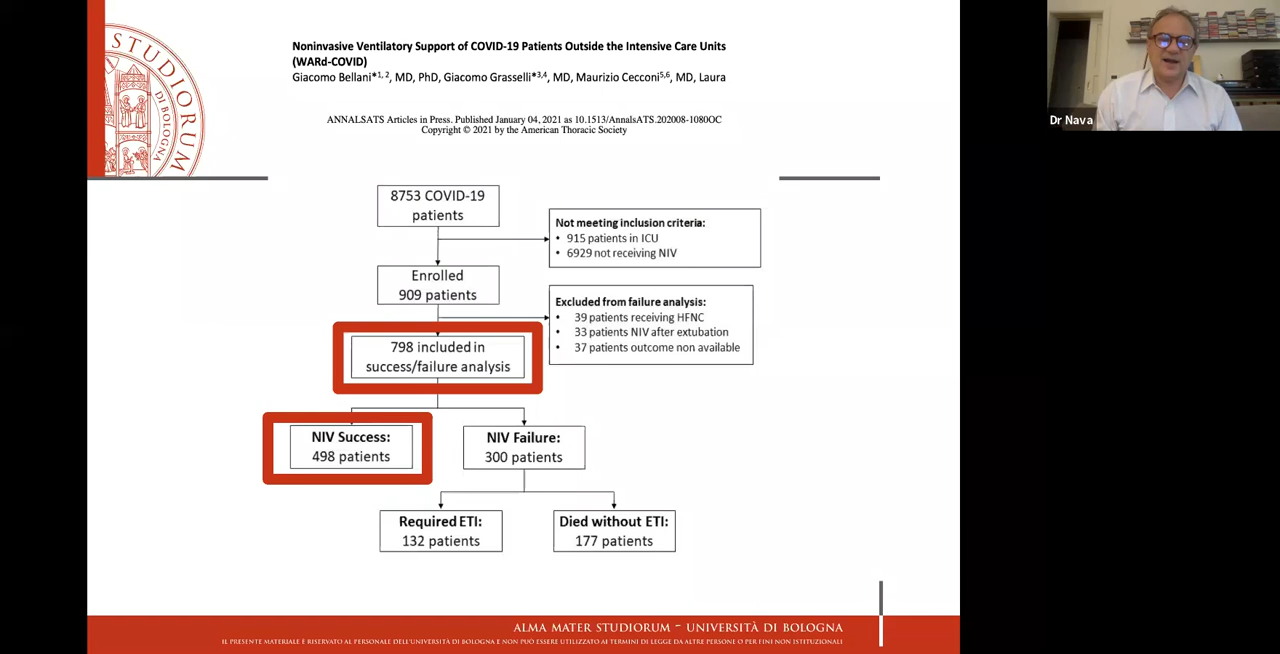 STUDIORUM
DI BOLOGNA
Noninvasive Ventilatory Support of COVID-19 Patients Outside the Intensive Care Units
(WARd-COVID)
Giacomo Bellani*1, 2, MD, PhD, Giacomo Grasselli*3,4, MD, Maurizio Cecconi5,6, MD, Laura
ANNALSATS Articles in Press. Published January 04, 2021 as 10.1513/AnnalsATS.202008-1080OC
Copyright © 2021 by the American Thoracic Society
Dr Nava
8753 COVID-19
patients
Not meeting inclusion criteria:
• 915 patients in ICU
• 6929 not receiving NIV
Enrolled
909 patients
Excluded from failure analysis:
• 39 patients receiving HFNC
• 33 patients NIV after extubation
• 37 patients outcome non available
798 included in
success/failure analysis
NIV Success:
498 patients
NIV Failure:
300 patients
Required ETI:
132 patients
Died without ETI:
177 patients
ALMA MATER STUDIORUM – UNIVERSITÀ DI BOLOGNA
IL PRESENTE MATERIALE È RISERVATO AL PERSONALE DELL'UNIVERSITÀ DI BOLOGNA E NON PUÒ ESSERE UTILIZZATO AI TERMINI DI LEGGE DA ALTRE PERSONE O PER FINI NON ISTITUZIONALI